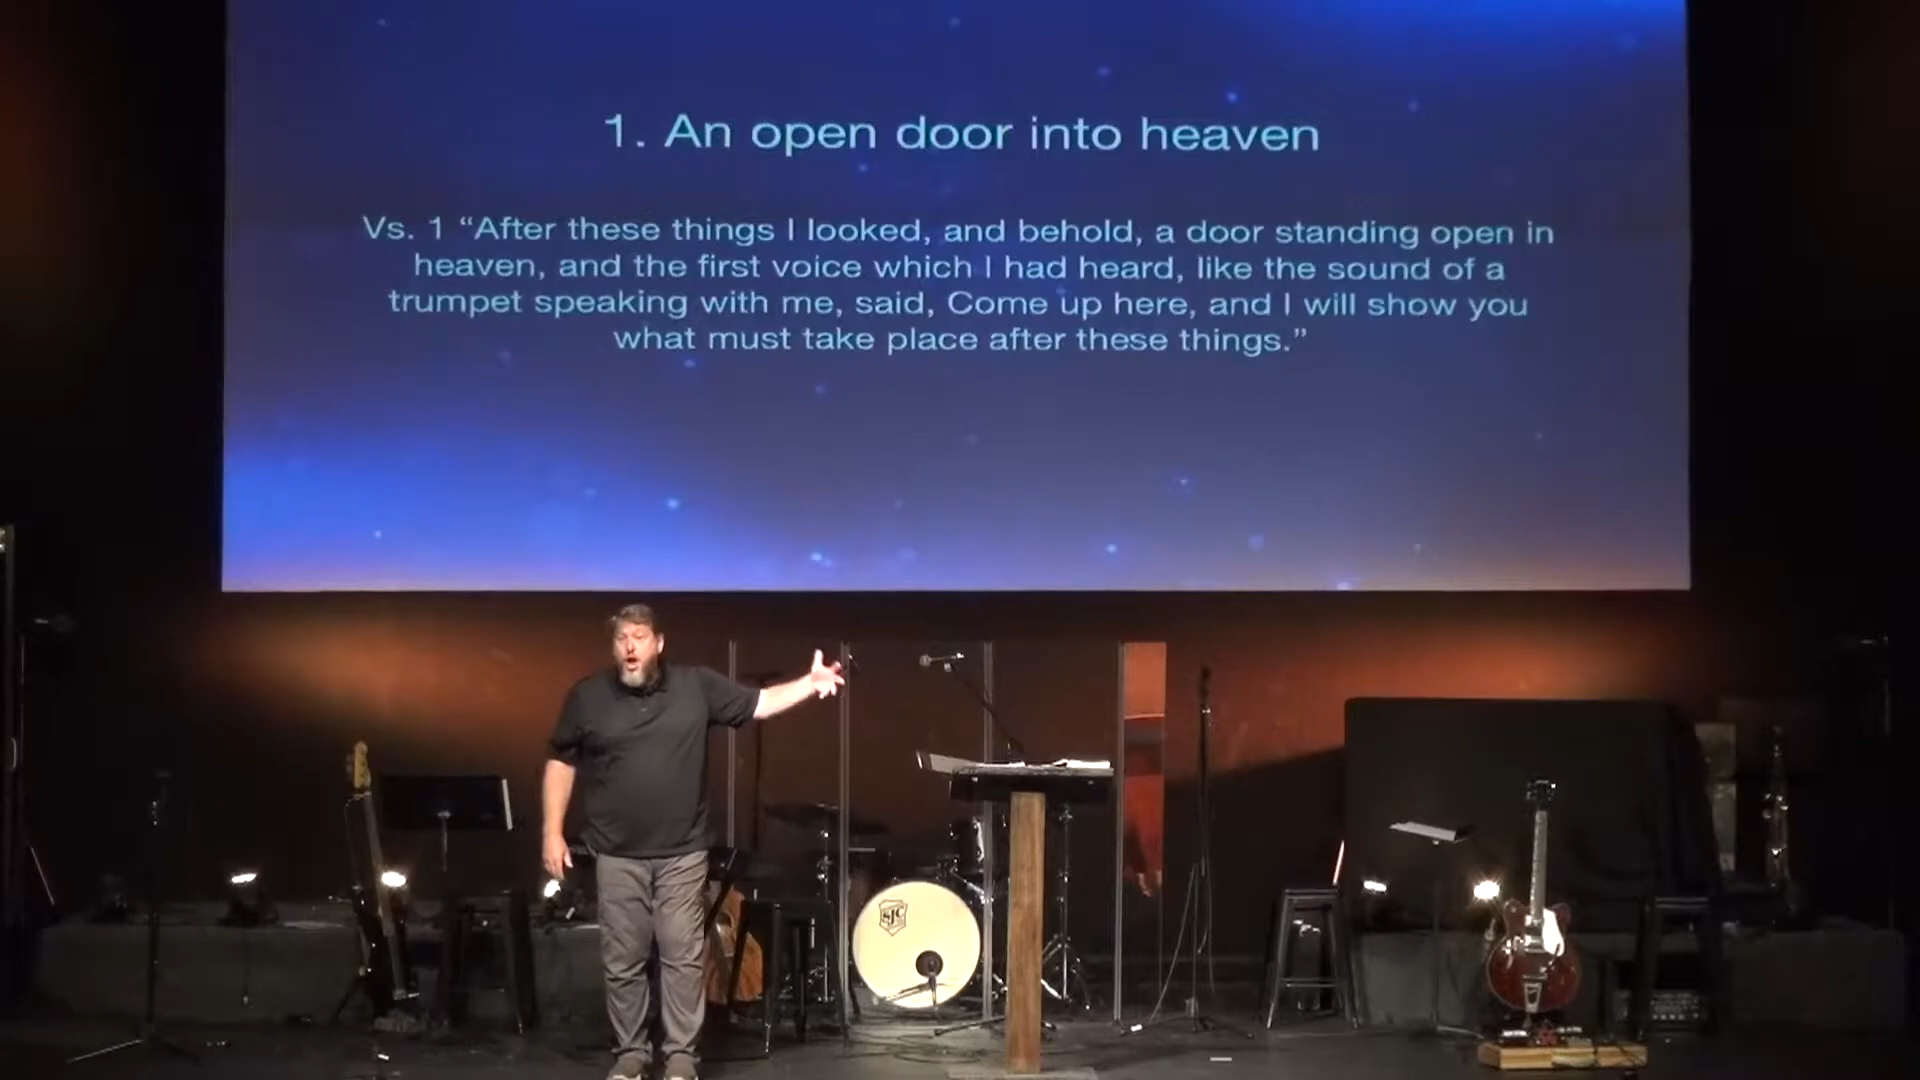 1. An open door into heaven
Vs. 1 “After these things I looked, and behold, a door standing open in
heaven, and the first voice which I had heard, like the sound of a
trumpet speaking with me, said, Come up here, and I will show you
what must take place after these things.”
SJC